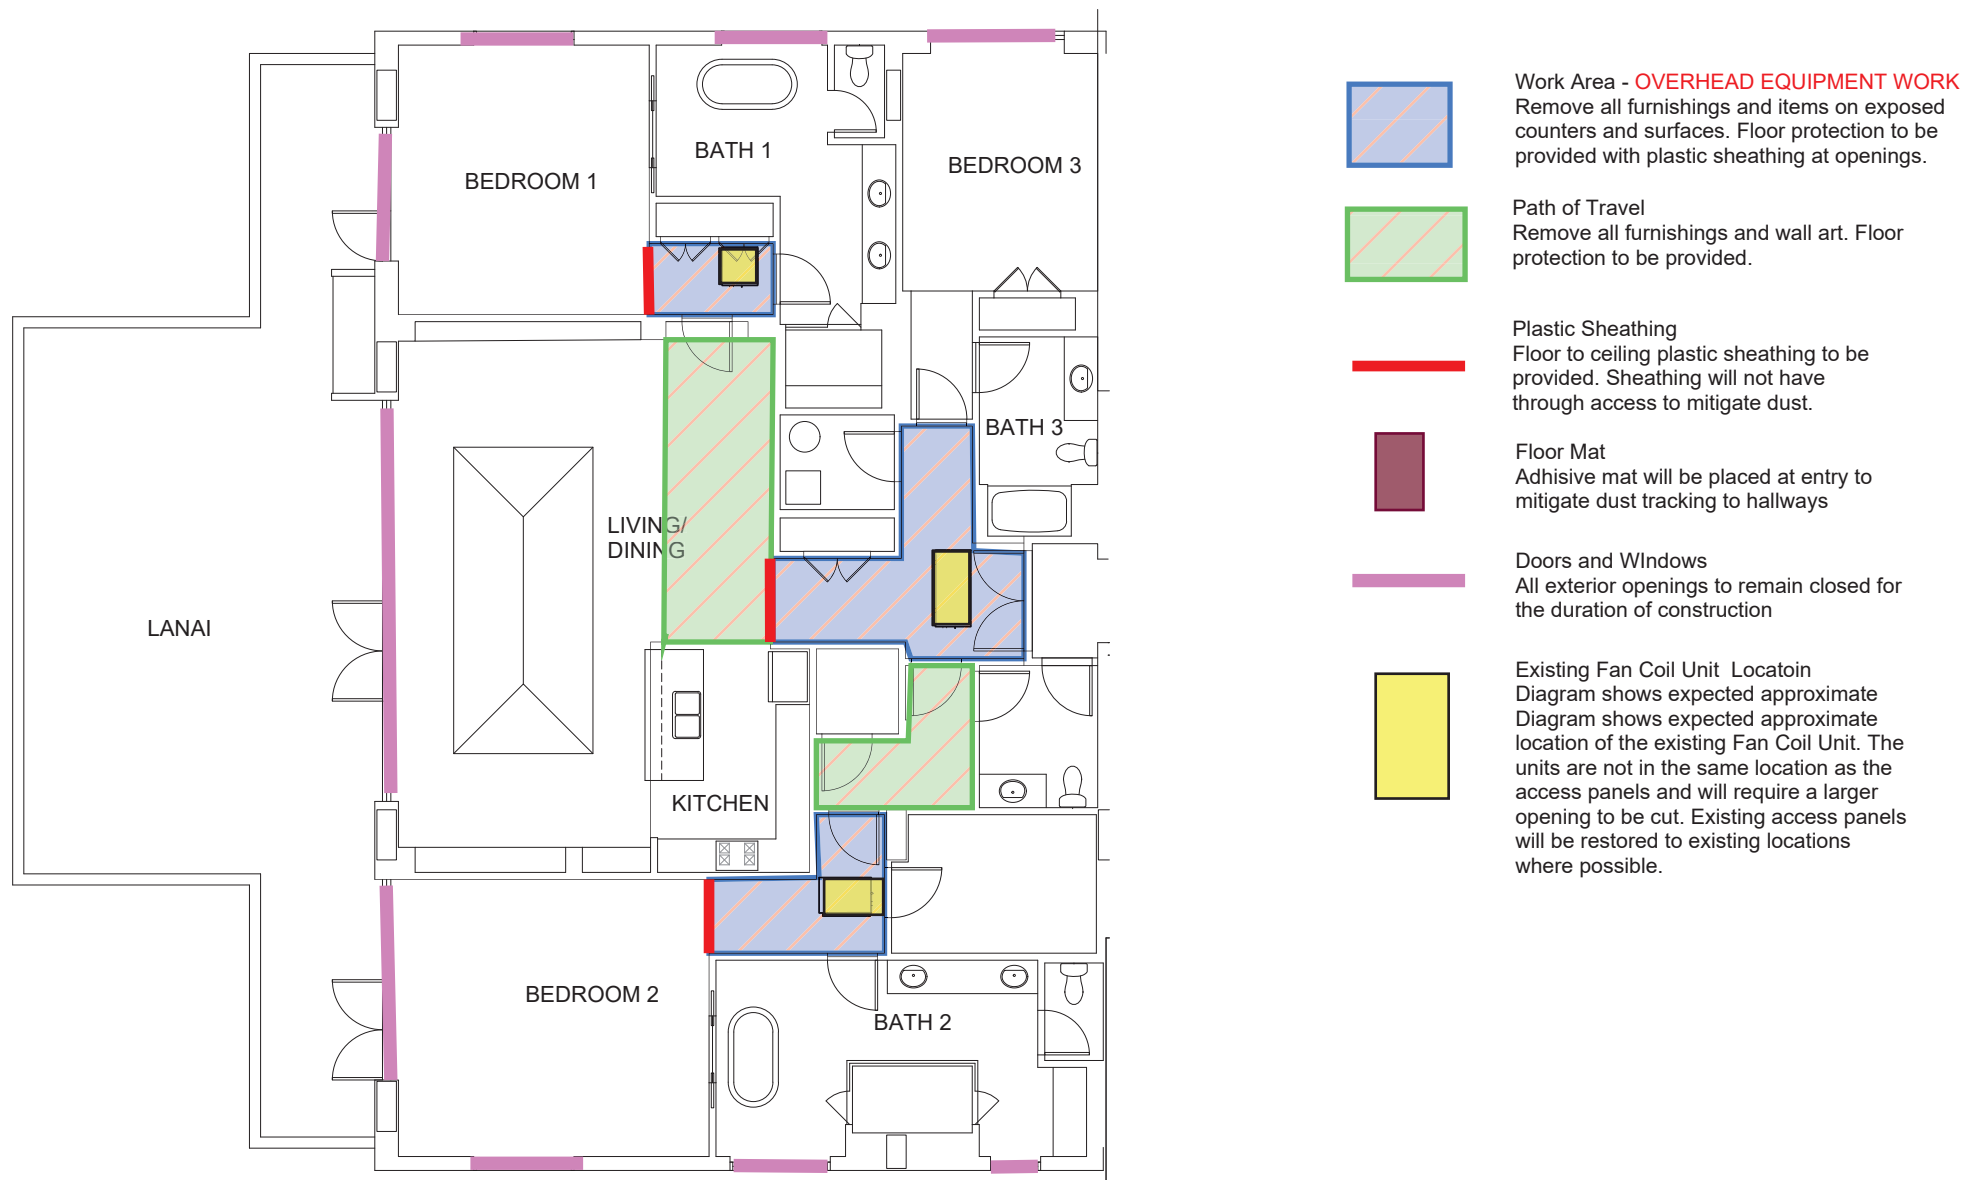 BATH 1
BEDROOM 3
BEDROOM 1
BATH 3
LIVING/
DINING
LANAI
KITCHEN
BEDROOM 2
BATH 2
Work Area - OVERHEAD EQUIPMENT WORK
Remove all furnishings and items on exposed
counters and surfaces. Floor protection to be
provided with plastic sheathing at openings.
Path of Travel
Remove all furnishings and wall art. Floor
protection to be provided.
Plastic Sheathing
Floor to ceiling plastic sheathing to be
provided. Sheathing will not have
through access to mitigate dust.
Floor Mat
Adhisive mat will be placed at entry to
mitigate dust tracking to hallways
Doors and WIndows
All exterior openings to remain closed for
the duration of construction
Existing Fan Coil Unit Locatoin
Diagram shows expected approximate
Diagram shows expected approximate
location of the existing Fan Coil Unit. The
units are not in the same location as the
access panels and will require a larger
opening to be cut. Existing access panels
will be restored to existing locations
where possible.